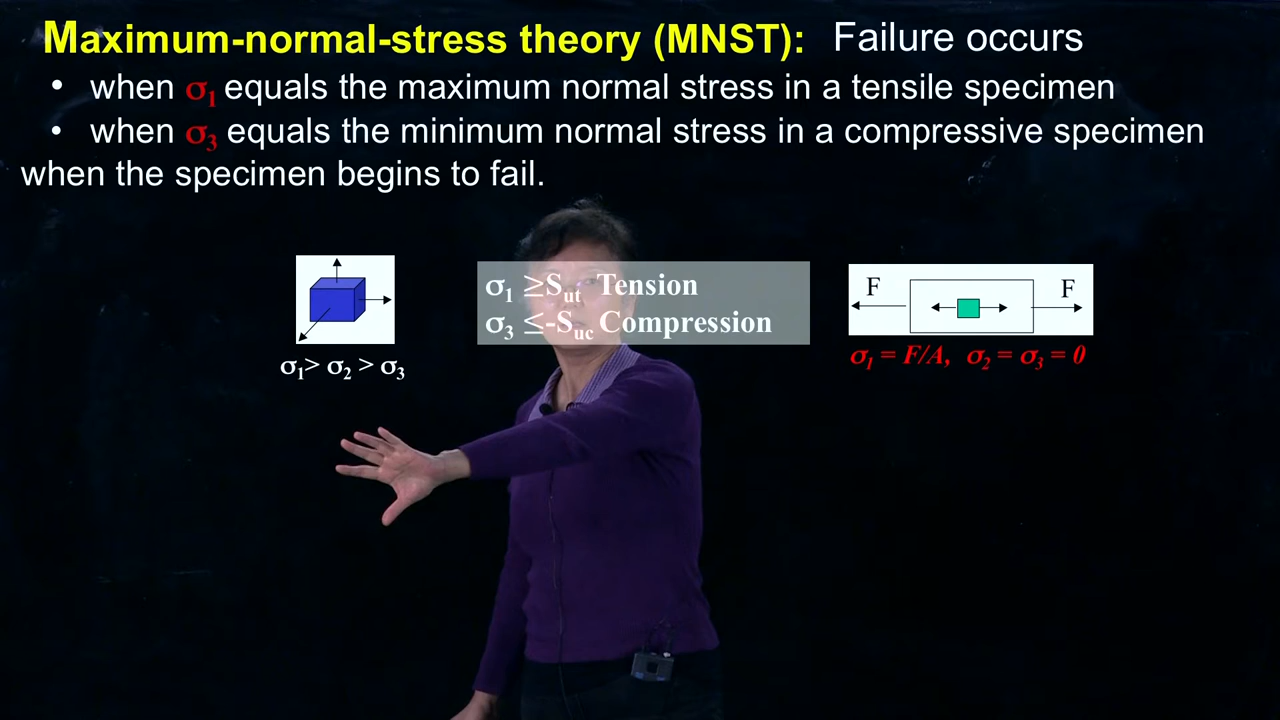 Maximum-normal-stress theory (MNST): Failure occurs
• when σ1 equals the maximum normal stress in a tensile specimen
• when σ3 equals the minimum normal stress in a compressive specimen
when the specimen begins to fail.
σ1 ≥Sut Tension
σ3 ≤-Suc Compression
F F
σ1> σ2 > σ3
σ1 = F/A, σ2 = σ3 = 0